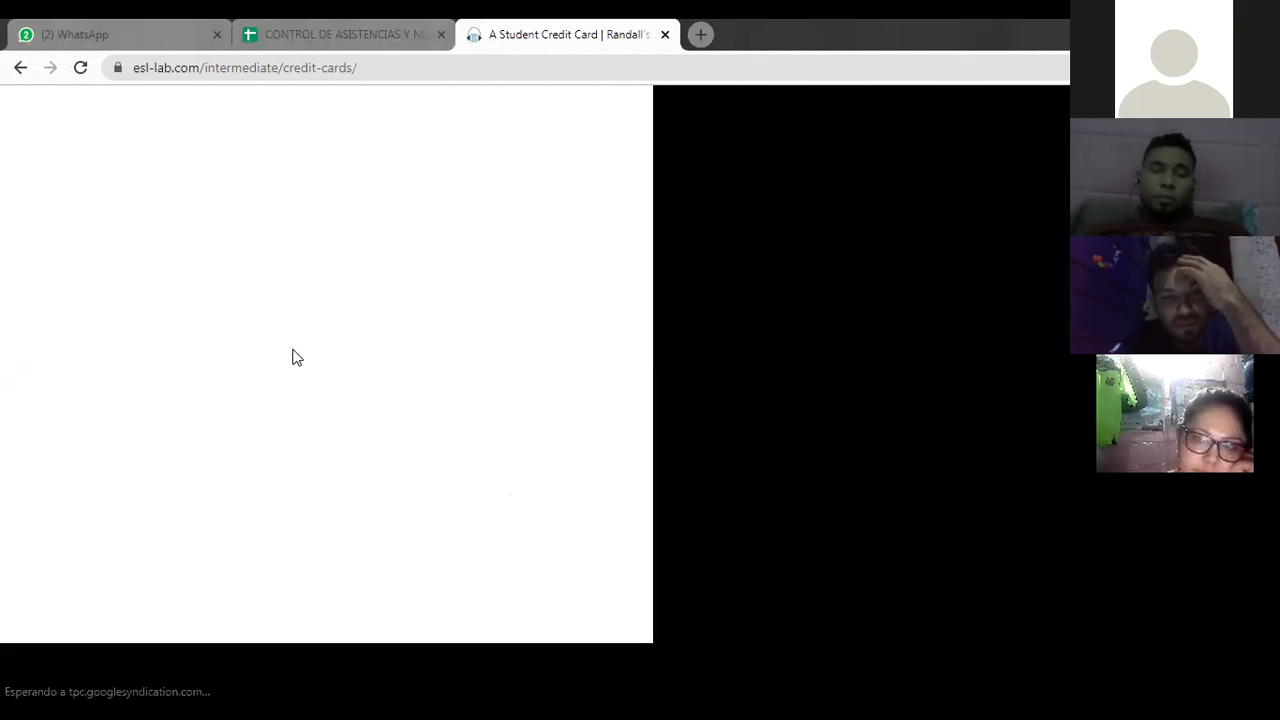 (2) WhatsApp
CONTROL DE ASISTENCIAS Y NI
A Student Credit Card | Randall's
esl-lab.com/intermediate/credit-cards/
Esperando a tpc.googlesyndication.com...